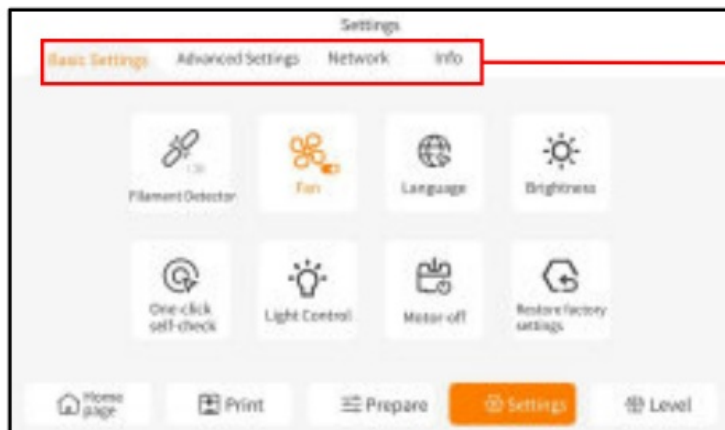 Settings
Basic Settings Advanced Settings Network Info
Filament Detector Fan Language Brightness
One-click
self-check
Light Control Motor-off
Restore factory
settings
Home
page
Print Prepare Settings Level